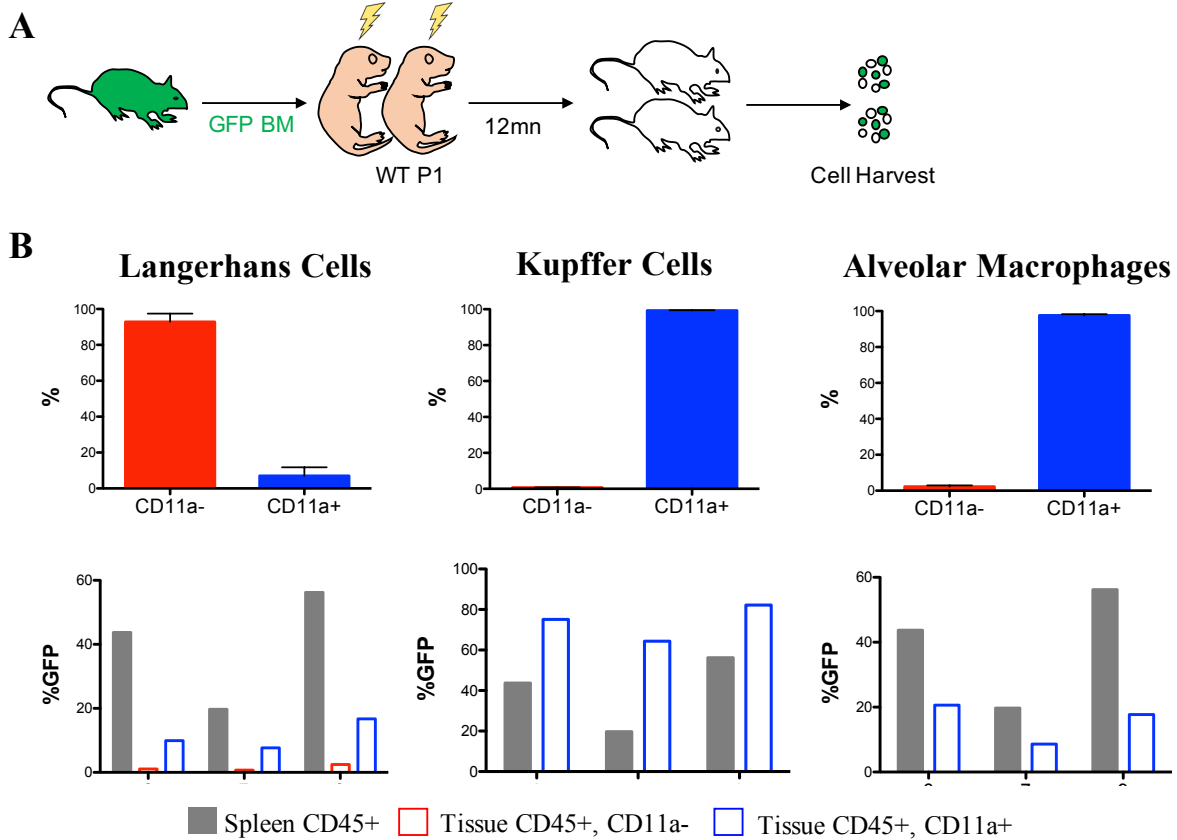 A
GFP BM
WT P1
12mn
Cell Harvest
B
Langerhans Cells
Kupffer Cells
Alveolar Macrophages
%
100
80
60
40
20
0
CD11a-
CD11a+
%
100
80
60
40
20
0
CD11a-
CD11a+
%
100
80
60
40
20
0
CD11a-
CD11a+
%GFP
60
40
20
0
%GFP
100
80
60
40
20
0
%GFP
60
40
20
0
Spleen CD45+
Tissue CD45+, CD11a-
Tissue CD45+, CD11a+